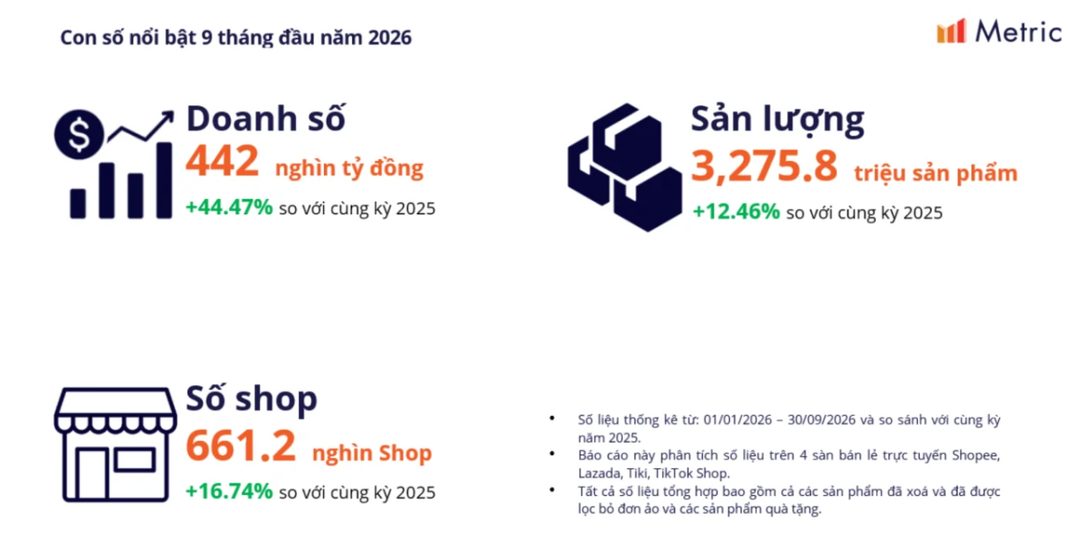 Con số nổi bật 9 tháng đầu năm 2026
Metric
$
Doanh số
442 nghìn tỷ đồng
+44.47% so với cùng kỳ 2025
Sản lượng
3,275.8 triệu sản phẩm
+12.46% so với cùng kỳ 2025
Số shop
661.2 nghìn Shop
+16.74% so với cùng kỳ 2025
• Số liệu thống kê từ: 01/01/2026 – 30/09/2026 và so sánh với cùng kỳ
năm 2025.
• Báo cáo này phân tích số liệu trên 4 sàn bán lẻ trực tuyến Shopee,
Lazada, Tiki, TikTok Shop.
• Tất cả số liệu tổng hợp bao gồm cả các sản phẩm đã xoá và đã được
lọc bỏ đơn ảo và các sản phẩm quà tặng.